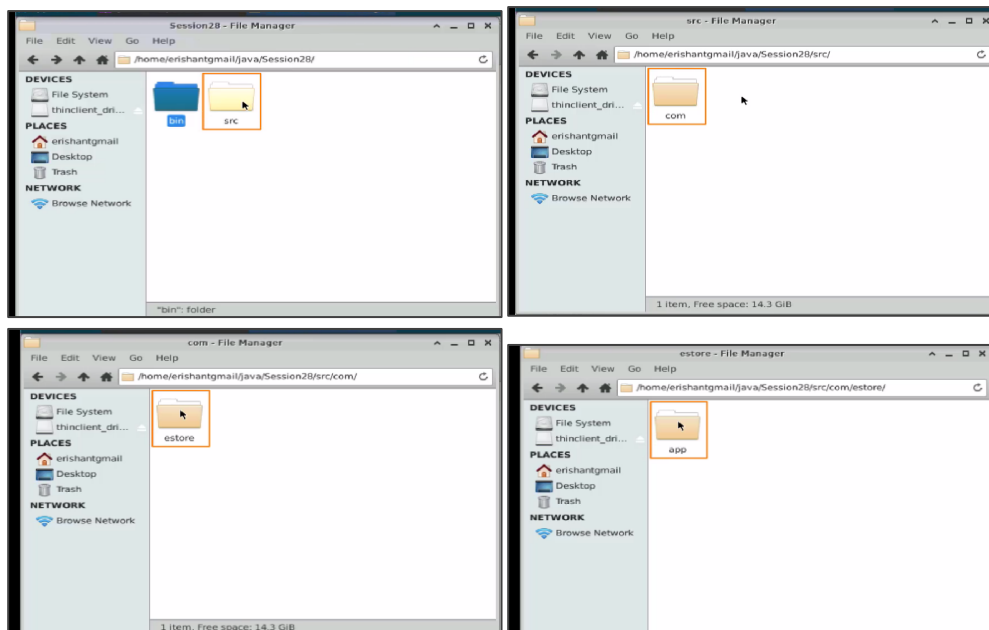 Session28 - File Manager
File Edit View Go Help
/home/erishantgmail/java/Session28/
DEVICES
File System
thinclient_dri...
PLACES
erishantgmail
Desktop
Trash
NETWORK
Browse Network
bin
src
"bin": folder
src - File Manager
File Edit View Go Help
/home/erishantgmail/java/Session28/src/
DEVICES
File System
thinclient_dri...
PLACES
erishantgmail
Desktop
Trash
NETWORK
Browse Network
com
1 item, Free space: 14.3 GiB
com - File Manager
File Edit View Go Help
/home/erishantgmail/java/Session28/src/com/
DEVICES
File System
thinclient_dri...
PLACES
erishantgmail
Desktop
Trash
NETWORK
Browse Network
estore
1 item, Free space: 14.3 GiB
estore - File Manager
File Edit View Go Help
/home/erishantgmail/java/Session28/src/com/estore/
DEVICES
File System
thinclient_dri...
PLACES
erishantgmail
Desktop
Trash
NETWORK
Browse Network
app